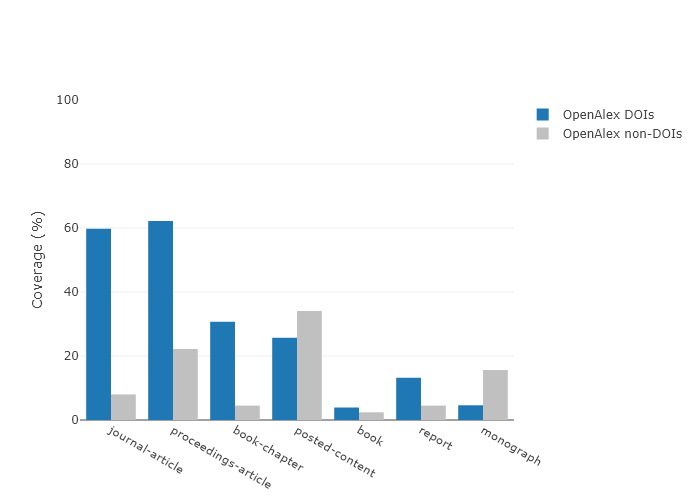 100
80
60
40
20
0
Coverage (%)
journal-article
proceedings-article
book-chapter
posted-content
book
report
monograph
OpenAlex DOIs
OpenAlex non-DOIs